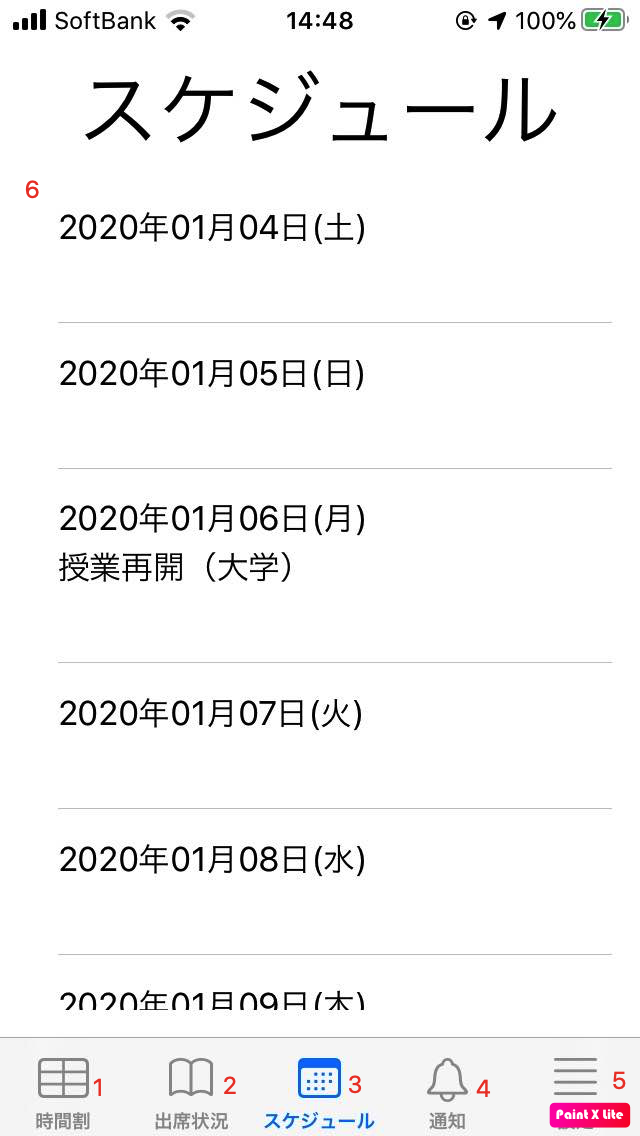 SoftBank 14:48 100%
スケジュール
6
2020年01月04日(土)
2020年01月05日(日)
2020年01月06日(月)
授業再開（大学）
2020年01月07日(火)
2020年01月08日(水)
2020年01月09日(木)
1 2 3 4 5
時間割 出席状況 スケジュール 通知
Paint X lite